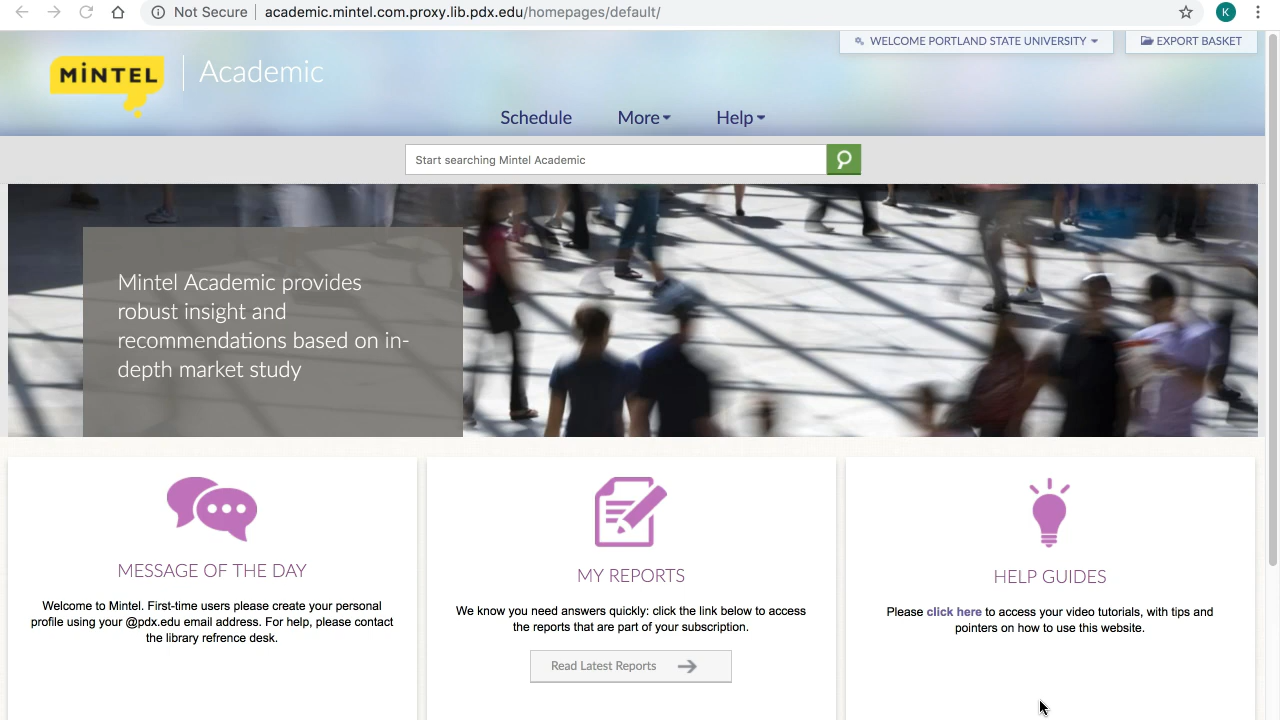 Not Secure academic.mintel.com.proxy.lib.pdx.edu/homepages/default/ K
WELCOME PORTLAND STATE UNIVERSITY EXPORT BASKET
MiNTEL Academic
Schedule More Help
Start searching Mintel Academic
Mintel Academic provides
robust insight and
recommendations based on in-
depth market study
MESSAGE OF THE DAY
Welcome to Mintel. First-time users please create your personal
profile using your @pdx.edu email address. For help, please contact
the library refrence desk.
MY REPORTS
We know you need answers quickly: click the link below to access
the reports that are part of your subscription.
Read Latest Reports
HELP GUIDES
Please click here to access your video tutorials, with tips and
pointers on how to use this website.